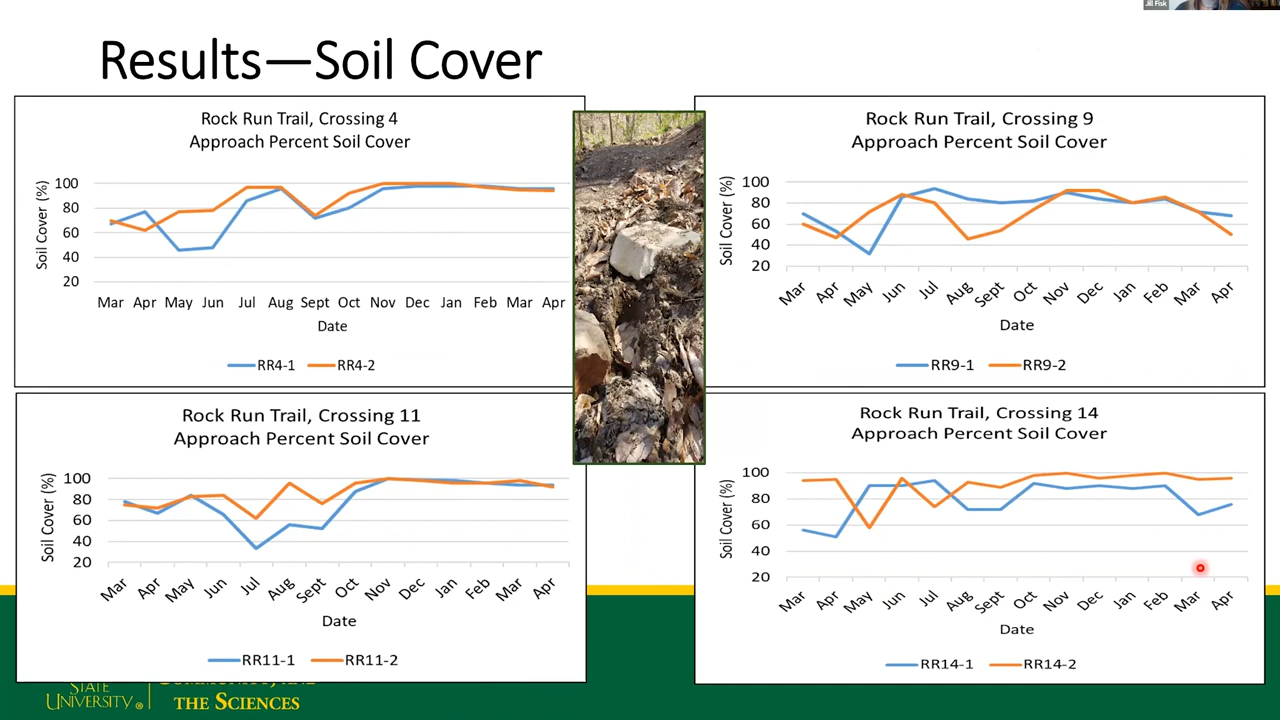 Jill Fisk
Results—Soil Cover
Rock Run Trail, Crossing 4
Approach Percent Soil Cover
Soil Cover (%)
100
80
60
40
20
Mar Apr May Jun Jul Aug Sept Oct Nov Dec Jan Feb Mar Apr
Date
RR4-1 RR4-2
Rock Run Trail, Crossing 9
Approach Percent Soil Cover
Soil Cover (%)
100
80
60
40
20
Mar Apr May Jun Jul Aug Sept Oct Nov Dec Jan Feb Mar Apr
Date
RR9-1 RR9-2
Rock Run Trail, Crossing 11
Approach Percent Soil Cover
Soil Cover (%)
100
80
60
40
20
Mar Apr May Jun Jul Aug Sept Oct Nov Dec Jan Feb Mar Apr
Date
RR11-1 RR11-2
Rock Run Trail, Crossing 14
Approach Percent Soil Cover
Soil Cover (%)
100
80
60
40
20
Mar Apr May Jun Jul Aug Sept Oct Nov Dec Jan Feb Mar Apr
Date
RR14-1 RR14-2
STATE
UNIVERSITY®
THE SCIENCES